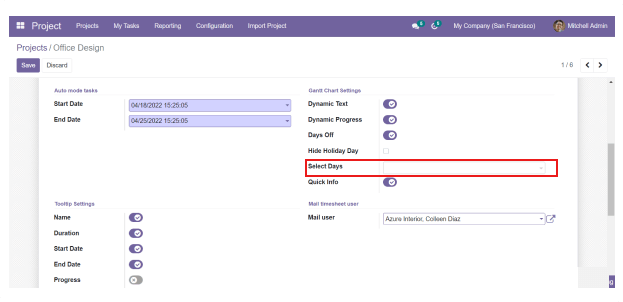 Project Projects My Tasks Reporting Configuration Import Project 5 5 My Company (San Francisco) Mitchell Admin
Projects / Office Design
Save Discard 1 / 6
Auto mode tasks
Start Date 04/18/2022 15:25:05
End Date 04/25/2022 15:25:05
Gantt Chart Settings
Dynamic Text
Dynamic Progress
Days Off
Hide Holiday Day
Select Days
Quick Info
Tooltip Settings
Name
Duration
Start Date
End Date
Progress
Mail timesheet user
Mail user Azure Interior, Colleen Diaz